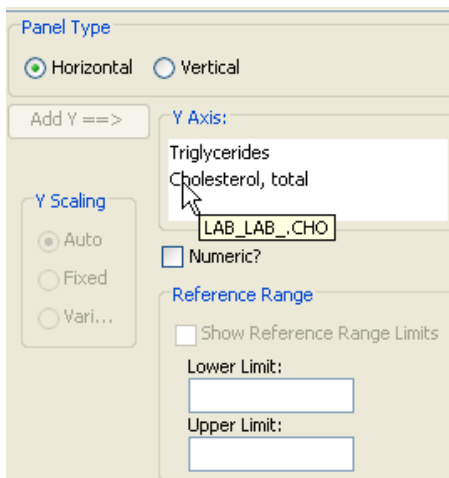 Panel Type
Horizontal Vertical
Add Y ==>
Y Axis:
Triglycerides
Cholesterol, total
LAB_LAB_.CHO
Y Scaling
Auto
Fixed
Vari...
Numeric?
Reference Range
Show Reference Range Limits
Lower Limit:
Upper Limit: